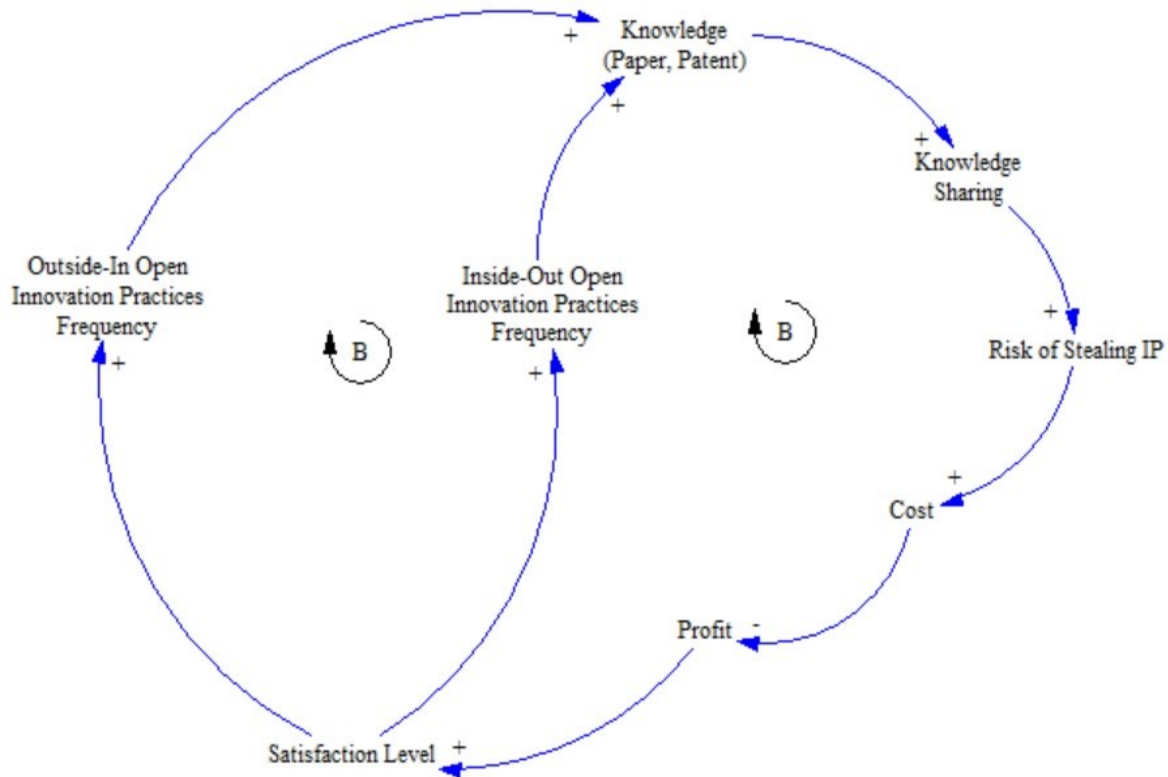 Knowledge
(Paper, Patent)
+
+
+
Knowledge
Sharing
Outside-In Open
Innovation Practices
Frequency
+
Inside-Out Open
Innovation Practices
Frequency
+
B
B
+
Risk of Stealing IP
+
Cost
Profit -
Satisfaction Level +